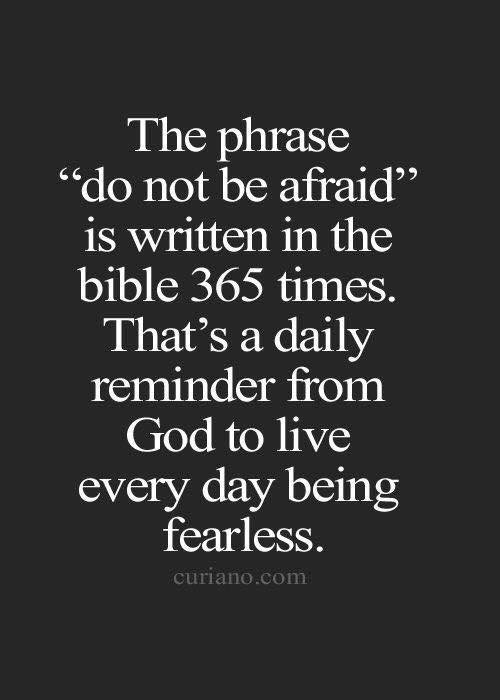 The phrase
“do not be afraid”
is written in the
bible 365 times.
That’s a daily
reminder from
God to live
every day being
fearless.
curiano.com